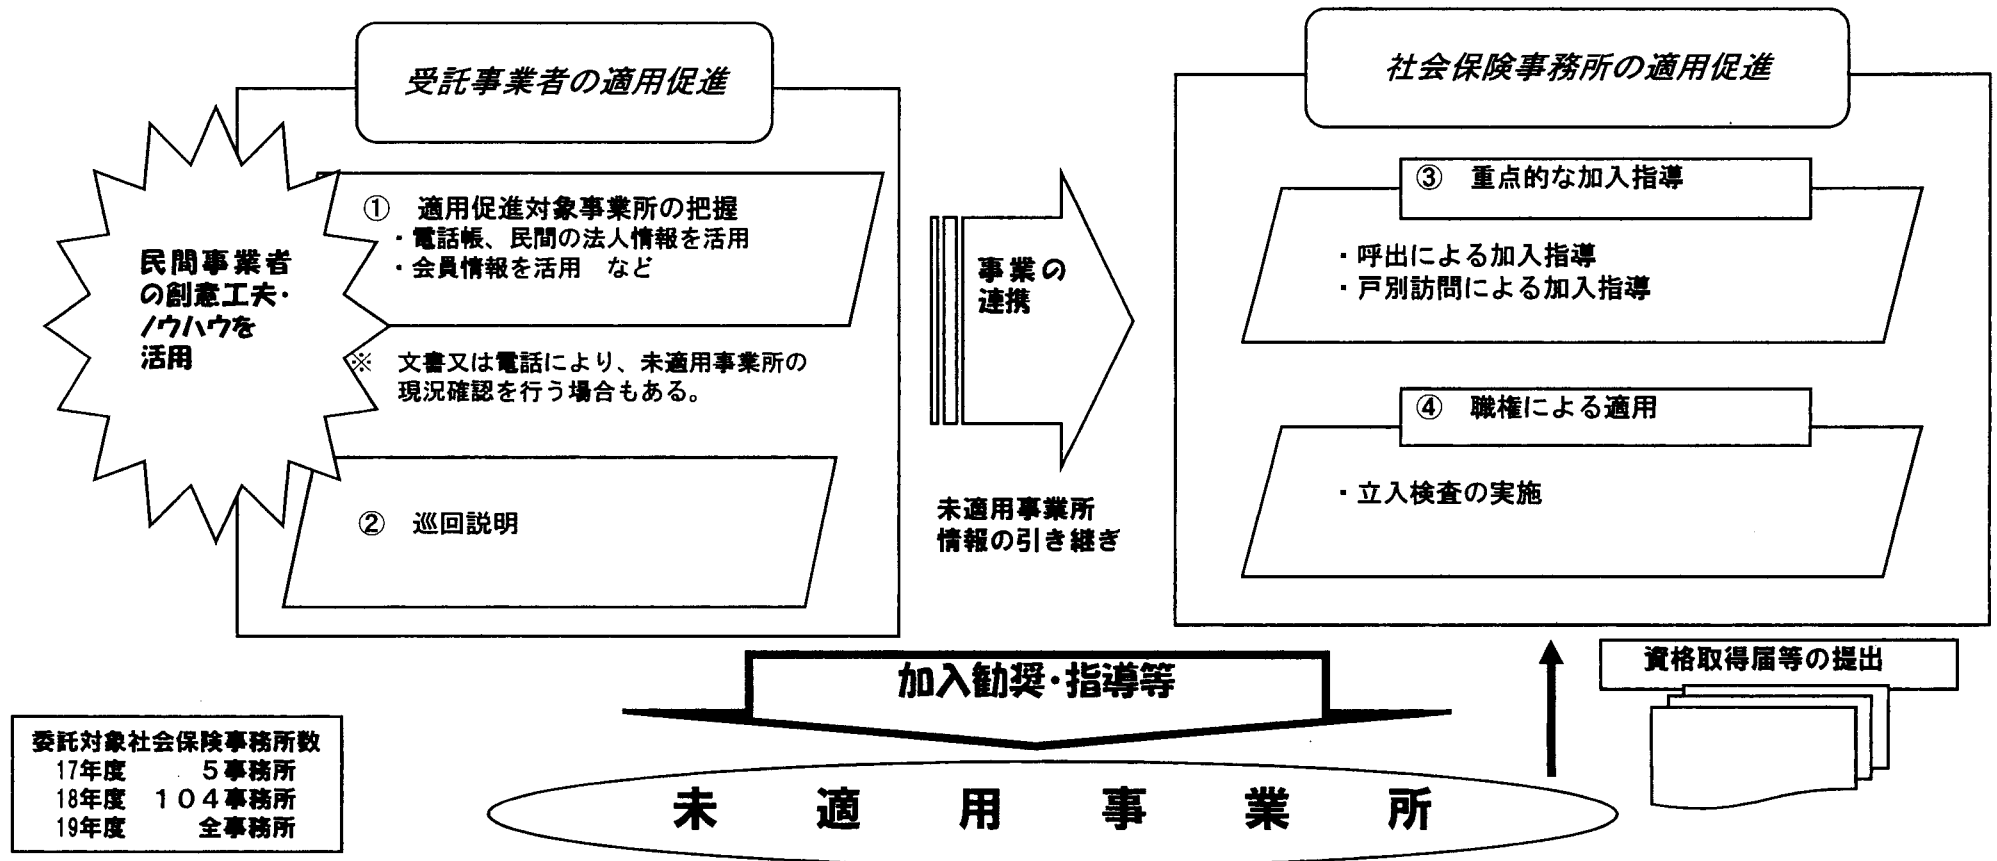 受託事業者の適用促進
民間事業者
の創意工夫・
ノウハウを
活用
① 適用促進対象事業所の把握
・電話帳、民間の法人情報を活用
・会員情報を活用 など
※ 文書又は電話により、未適用事業所の
現況確認を行う場合もある。
② 巡回説明
事業の
連携
未適用事業所
情報の引き継ぎ
社会保険事務所の適用促進
③ 重点的な加入指導
・呼出による加入指導
・戸別訪問による加入指導
④ 職権による適用
・立入検査の実施
加入勧奨・指導等
資格取得届等の提出
未適用事業所
委託対象社会保険事務所数
17年度 5事務所
18年度 104事務所
19年度 全事務所